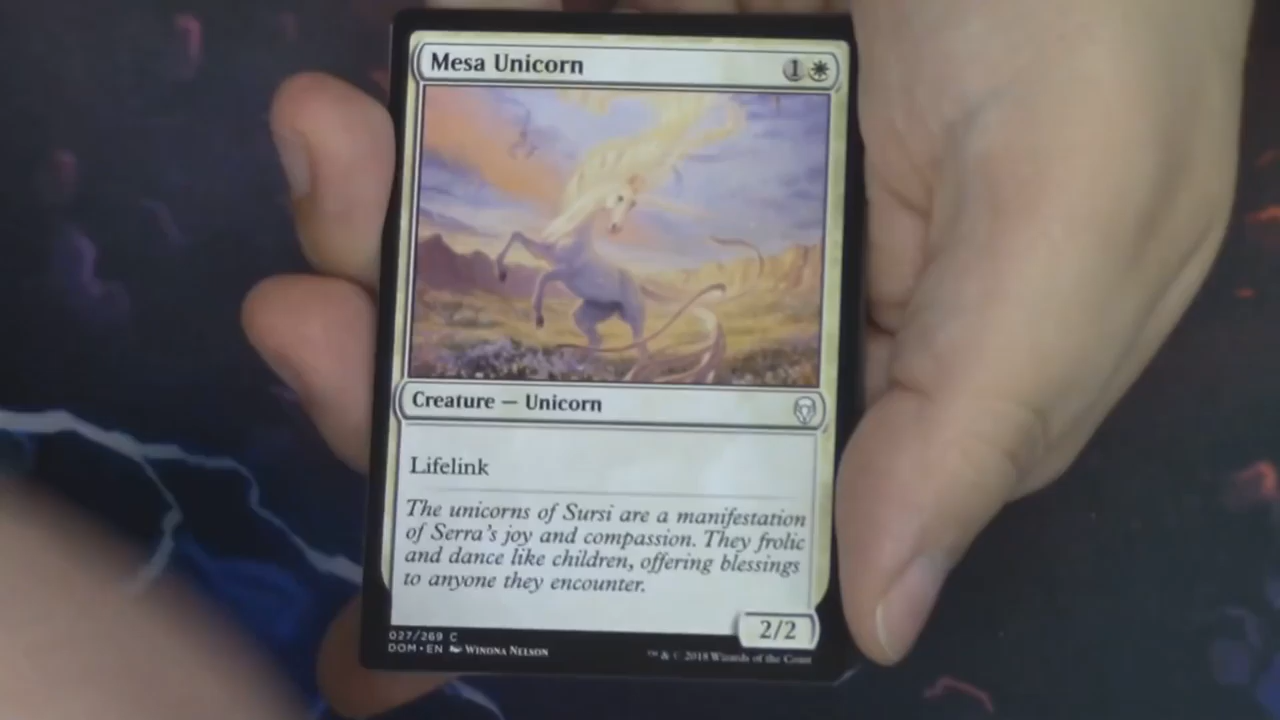 Mesa Unicorn 1
Creature — Unicorn
Lifelink
The unicorns of Sursi are a manifestation
of Serra's joy and compassion. They frolic
and dance like children, offering blessings
to anyone they encounter.
2/2
027/269 C
DOM • EN Winona Nelson
™ & © 2018 Wizards of the Coast